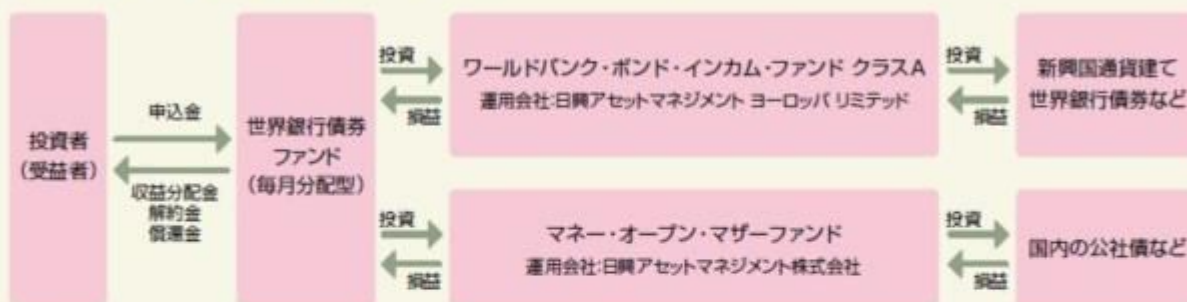 投資者
(受益者)
申込金
収益分配金
解約金
償還金
世界銀行債券
ファンド
(毎月分配型)
投資
損益
ワールドバンク・ボンド・インカム・ファンド クラスA
運用会社:日興アセットマネジメント ヨーロッパ リミテッド
投資
損益
新興国通貨建て
世界銀行債券など
投資
損益
マネー・オープン・マザーファンド
運用会社:日興アセットマネジメント株式会社
投資
損益
国内の公社債など